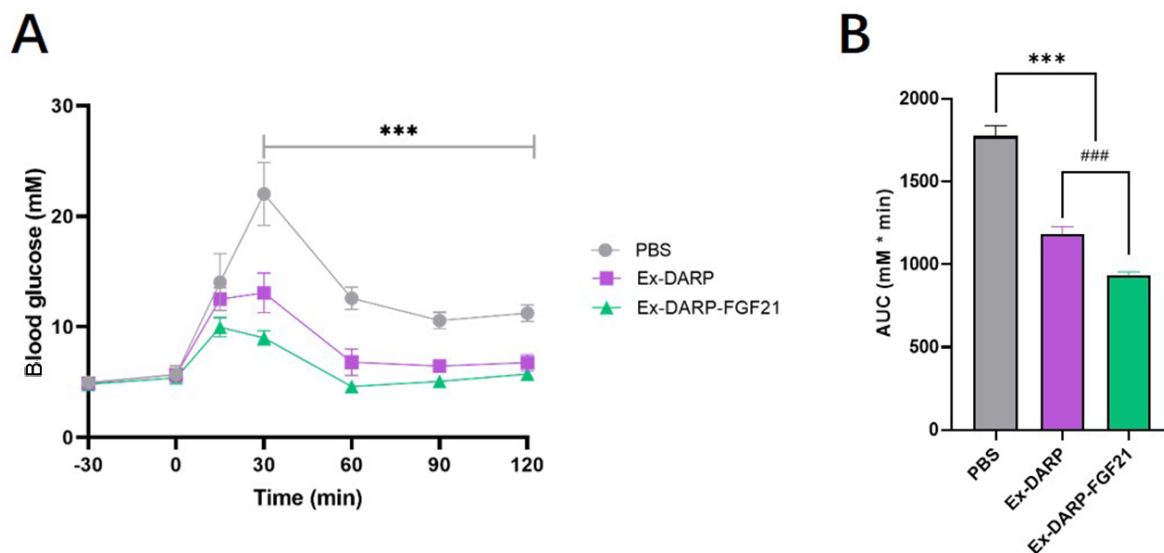 A
Blood glucose (mM)
30
20
10
0
***
-30 0 30 60 90 120
Time (min)
PBS
Ex-DARP
Ex-DARP-FGF21
B
AUC (mM * min)
2000
1500
1000
500
0
***
###
PBS
Ex-DARP
Ex-DARP-FGF21